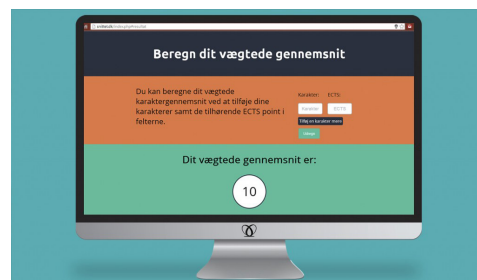 Beregn dit vægtede gennemsnit
Du kan beregne dit vægtede
karaktergennemsnit ved at tilføje dine
karakterer samt de tilhørende ECTS point i
felterne.
Karakter: ECTS:
Karakter ECTS
Tilføj en karakter mere
Dit vægtede gennemsnit er:
10